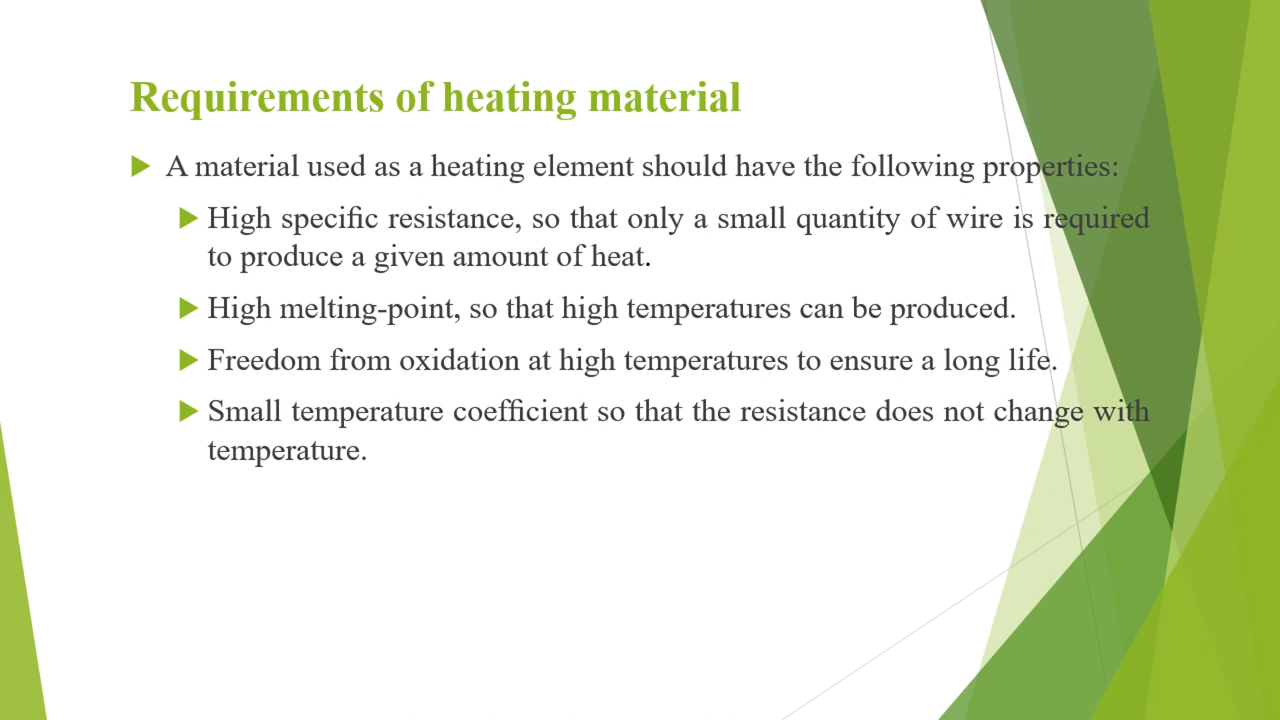 Requirements of heating material
A material used as a heating element should have the following properties:
High specific resistance, so that only a small quantity of wire is required
to produce a given amount of heat.
High melting-point, so that high temperatures can be produced.
Freedom from oxidation at high temperatures to ensure a long life.
Small temperature coefficient so that the resistance does not change with
temperature.